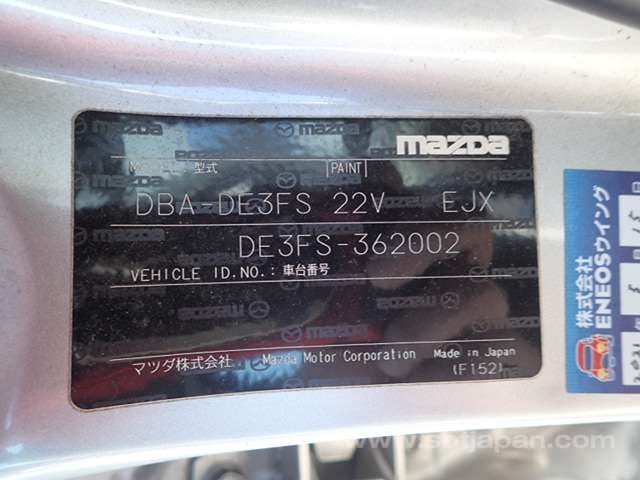 mazda
型式 PAINT
DBA-DE3FS 22V EJX
DE3FS-362002
VEHICLE ID.NO.：車台番号
マツダ株式会社 Mazda Motor Corporation Made in Japan
(F152)
株式会社
ENEOSウイング
www.sbtjapan.com